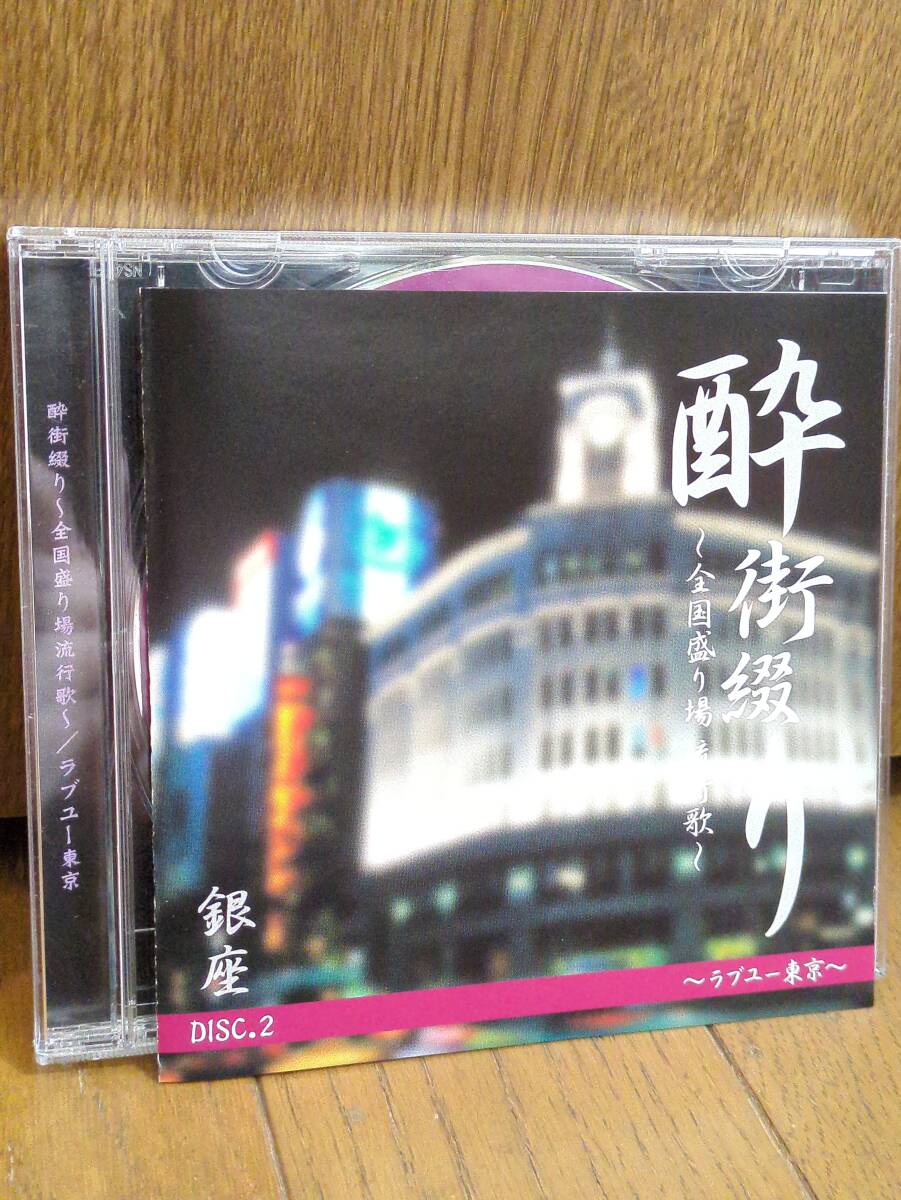 酔街綴り
～全国盛り場流行歌～
銀座
～ラブユー東京～
DISC.2
酔街綴り～全国盛り場流行歌～／ラブユー東京